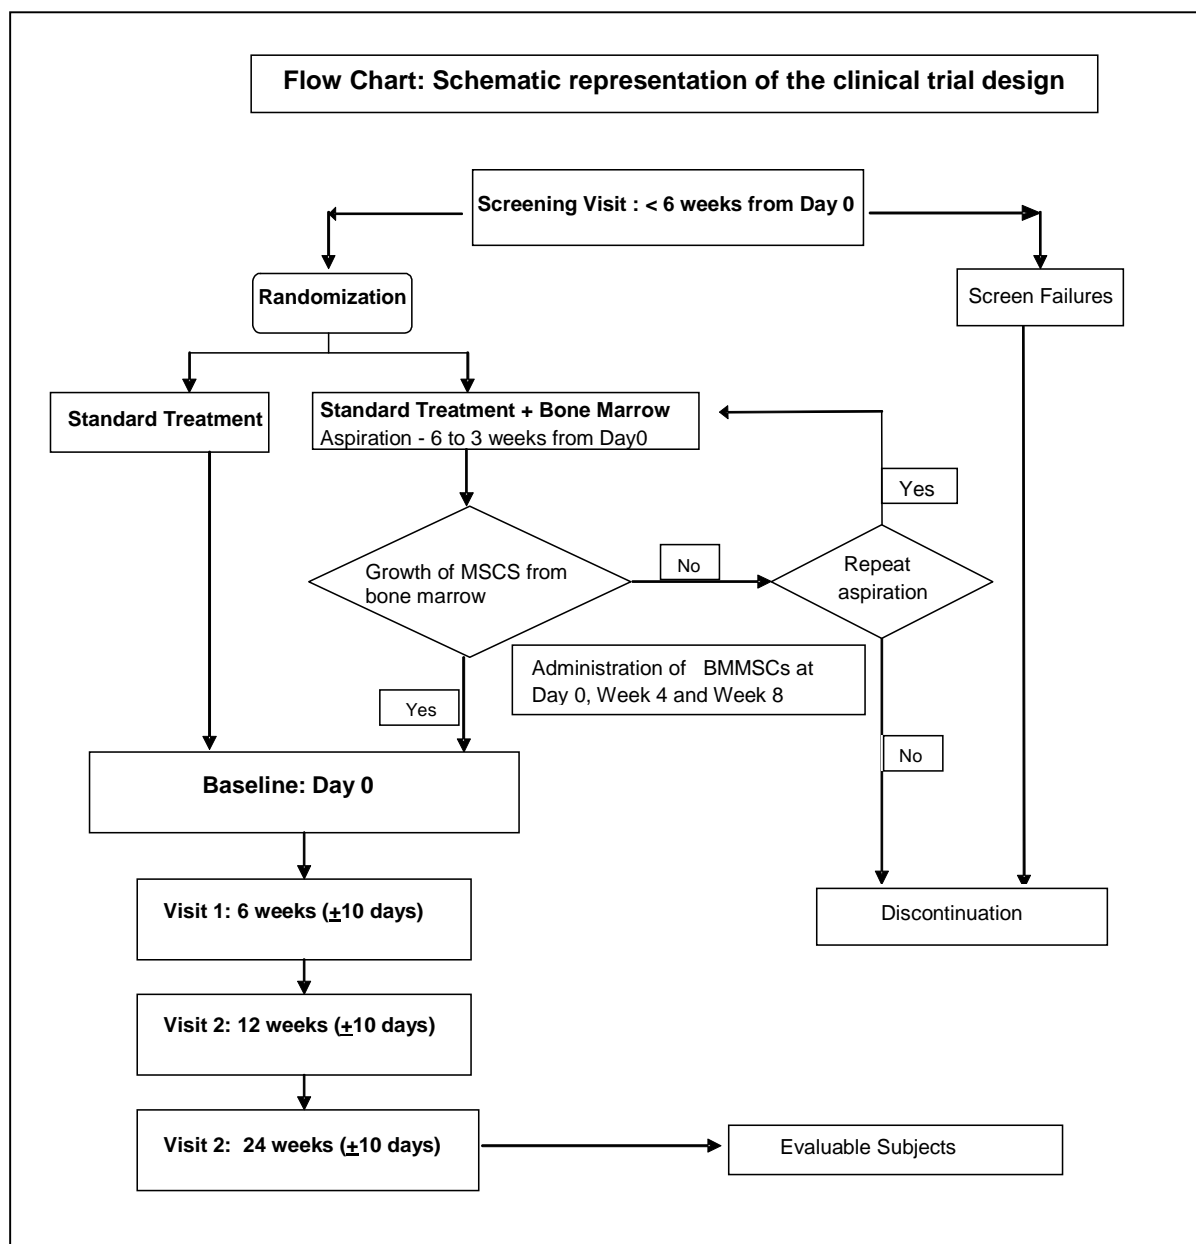 Flow Chart: Schematic representation of the clinical trial design
Screening Visit : < 6 weeks from Day 0
Randomization
Screen Failures
Standard Treatment
Standard Treatment + Bone Marrow
Aspiration - 6 to 3 weeks from Day0
Yes
Growth of MSCS from
bone marrow
No
Repeat
aspiration
Administration of BMMSCs at
Day 0, Week 4 and Week 8
Yes
No
Baseline: Day 0
Visit 1: 6 weeks (±10 days)
Discontinuation
Visit 2: 12 weeks (±10 days)
Visit 2: 24 weeks (±10 days)
Evaluable Subjects